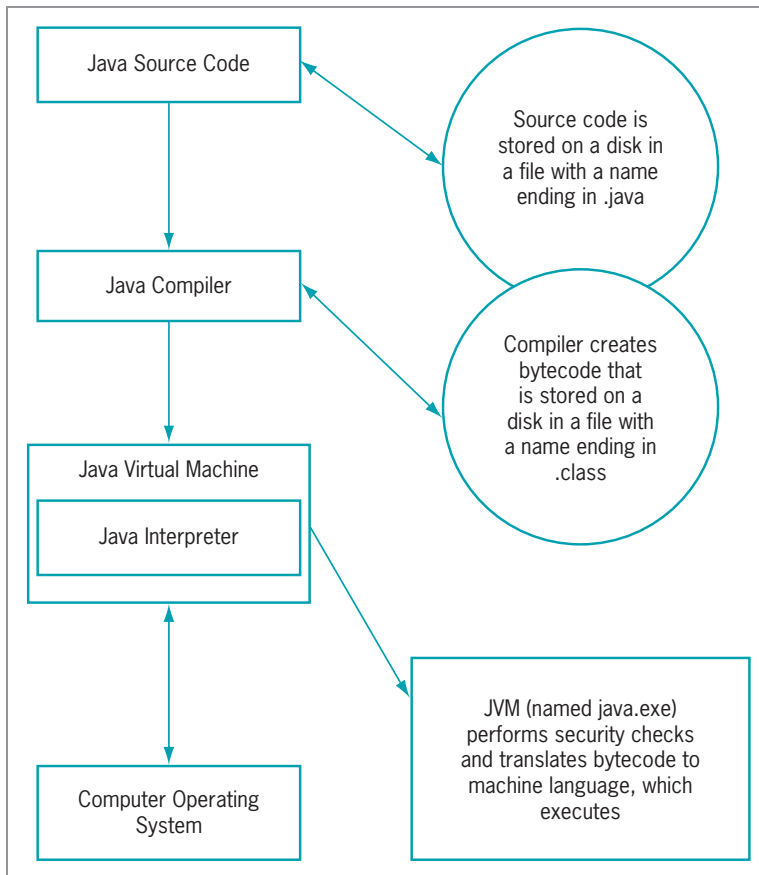 Java Source Code
Source code is
stored on a disk in
a file with a name
ending in .java
Java Compiler
Compiler creates
bytecode that
is stored on a
disk in a file with
a name ending in
.class
Java Virtual Machine
Java Interpreter
JVM (named java.exe)
performs security checks
and translates bytecode to
machine language, which
executes
Computer Operating
System